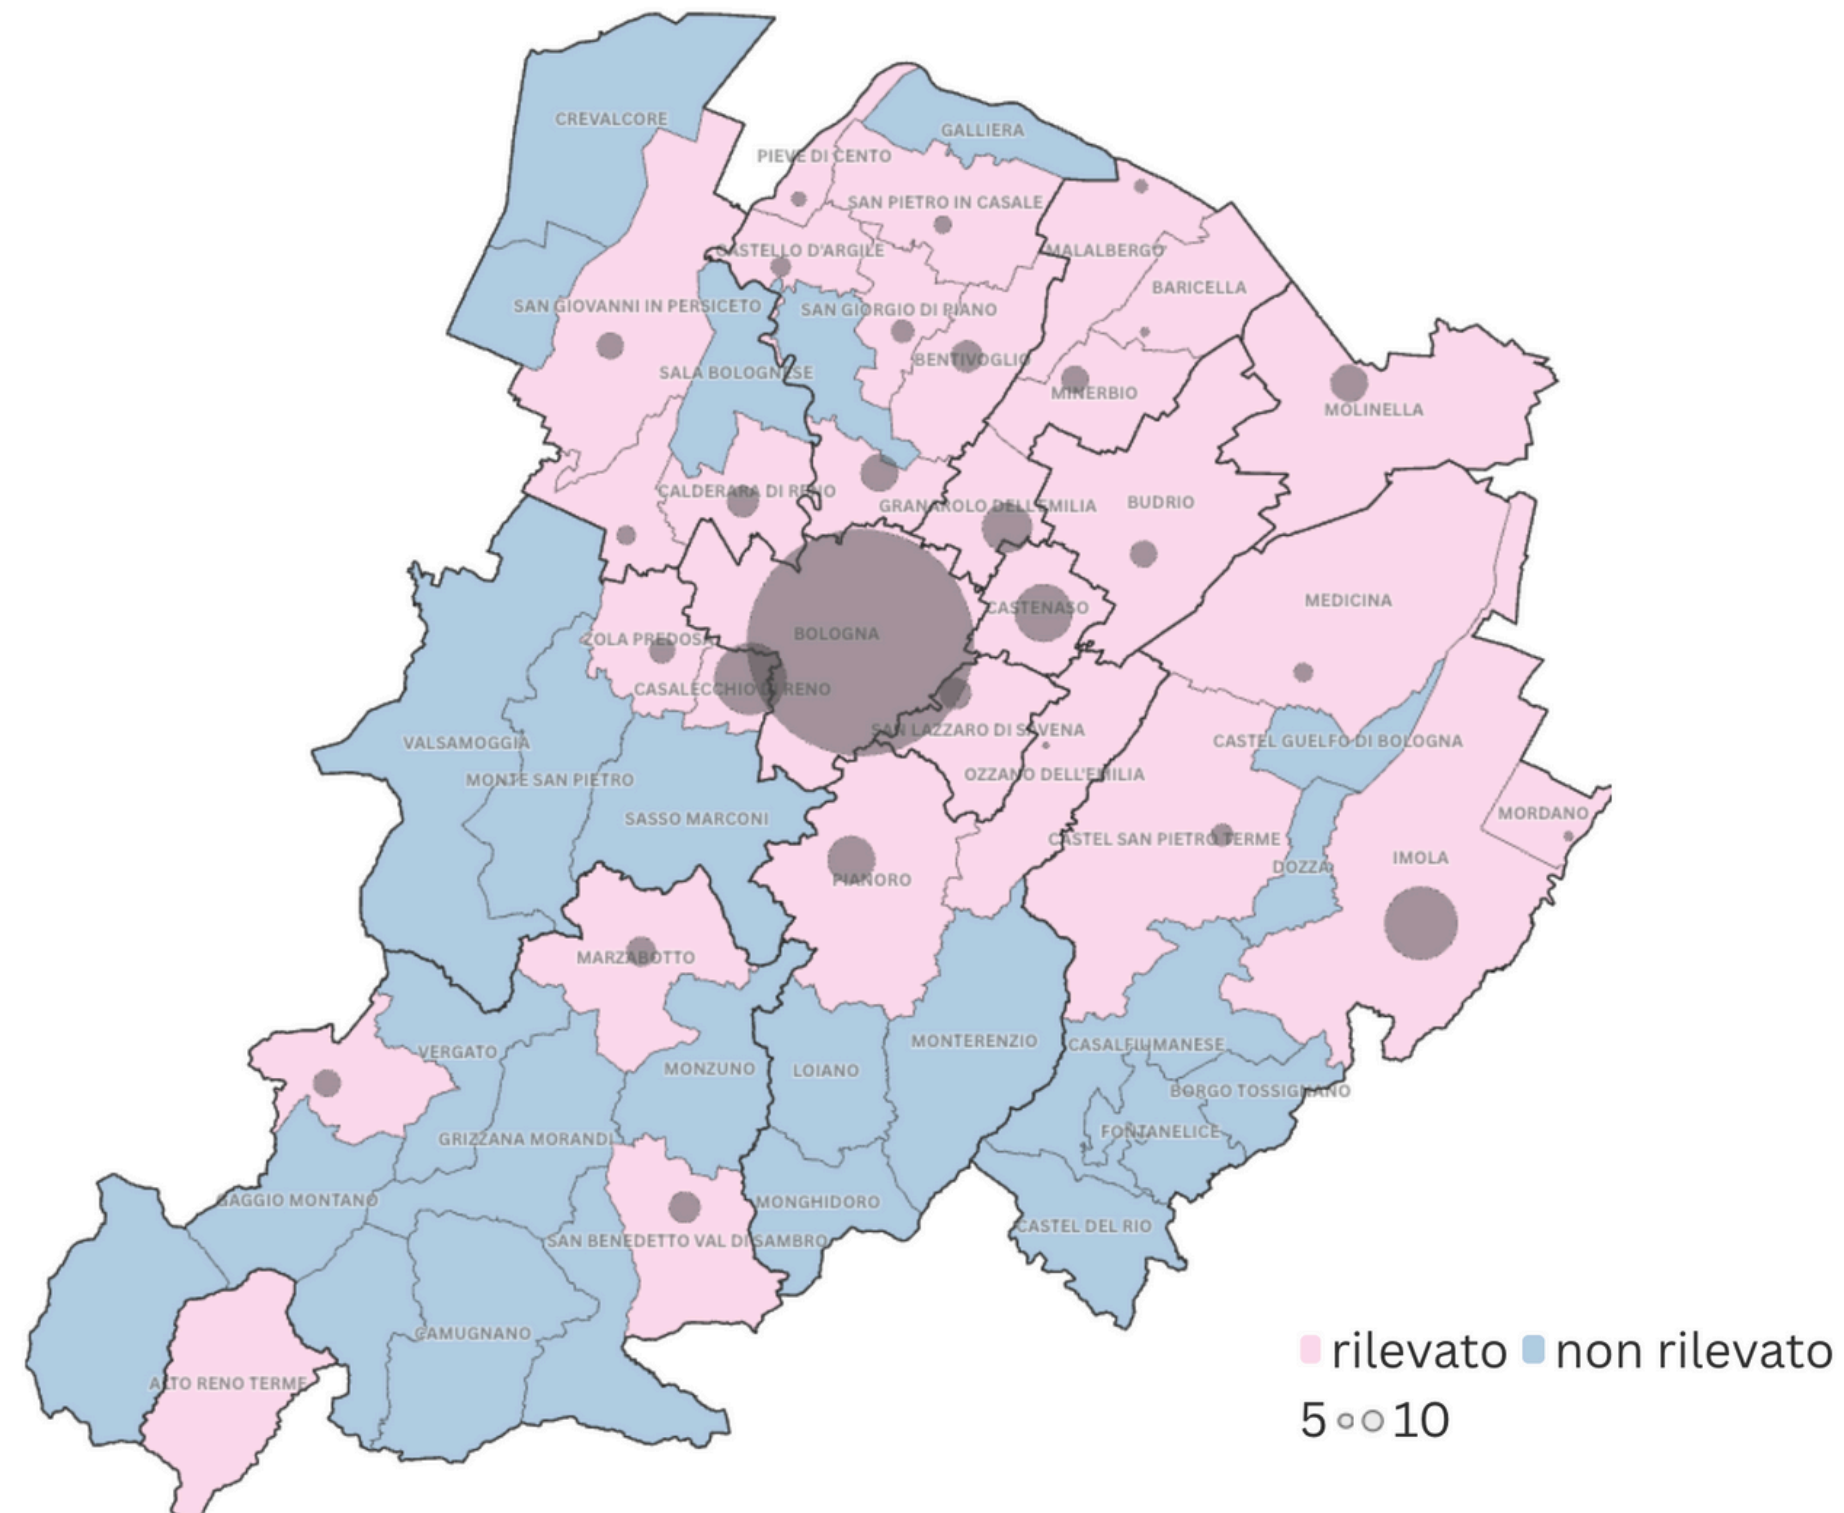 CREVALCORE
GALLIERA
PIEVE DI CENTO
SAN PIETRO IN CASALE
CASTELLO D'ARGILE
MALALBERGO
BARICELLA
SAN GIOVANNI IN PERSICETO
SAN GIORGIO DI PIANO
BENTIVOGLIO
SALA BOLOGNESE
MINERBIO
MOLINELLA
CALDERARA DI RENO
GRANAROLO DELL'EMILIA
BUDRIO
MEDICINA
CASTENASO
BOLOGNA
ZOLA PREDOSA
CASALECCHIO DI RENO
SAN LAZZARO DI SAVENA
CASTEL GUELFO DI BOLOGNA
VALSAMOGGIA
OZZANO DELL'EMILIA
MONTE SAN PIETRO
MORDANO
SASSO MARCONI
CASTEL SAN PIETRO TERME
IMOLA
DOZZA
PIANORO
MARZABOTTO
MONTERENZIO
CASALFIUMANESE
VERGATO
MONZUNO
LOIANO
BORGO TOSSIGNANO
FONTANELICE
GRIZZANA MORANDI
GAGGIO MONTANO
MONGHIDORO
CASTEL DEL RIO
SAN BENEDETTO VAL DI SAMBRO
CAMUGNANO
ALTO RENO TERME
rilevato non rilevato
5 10